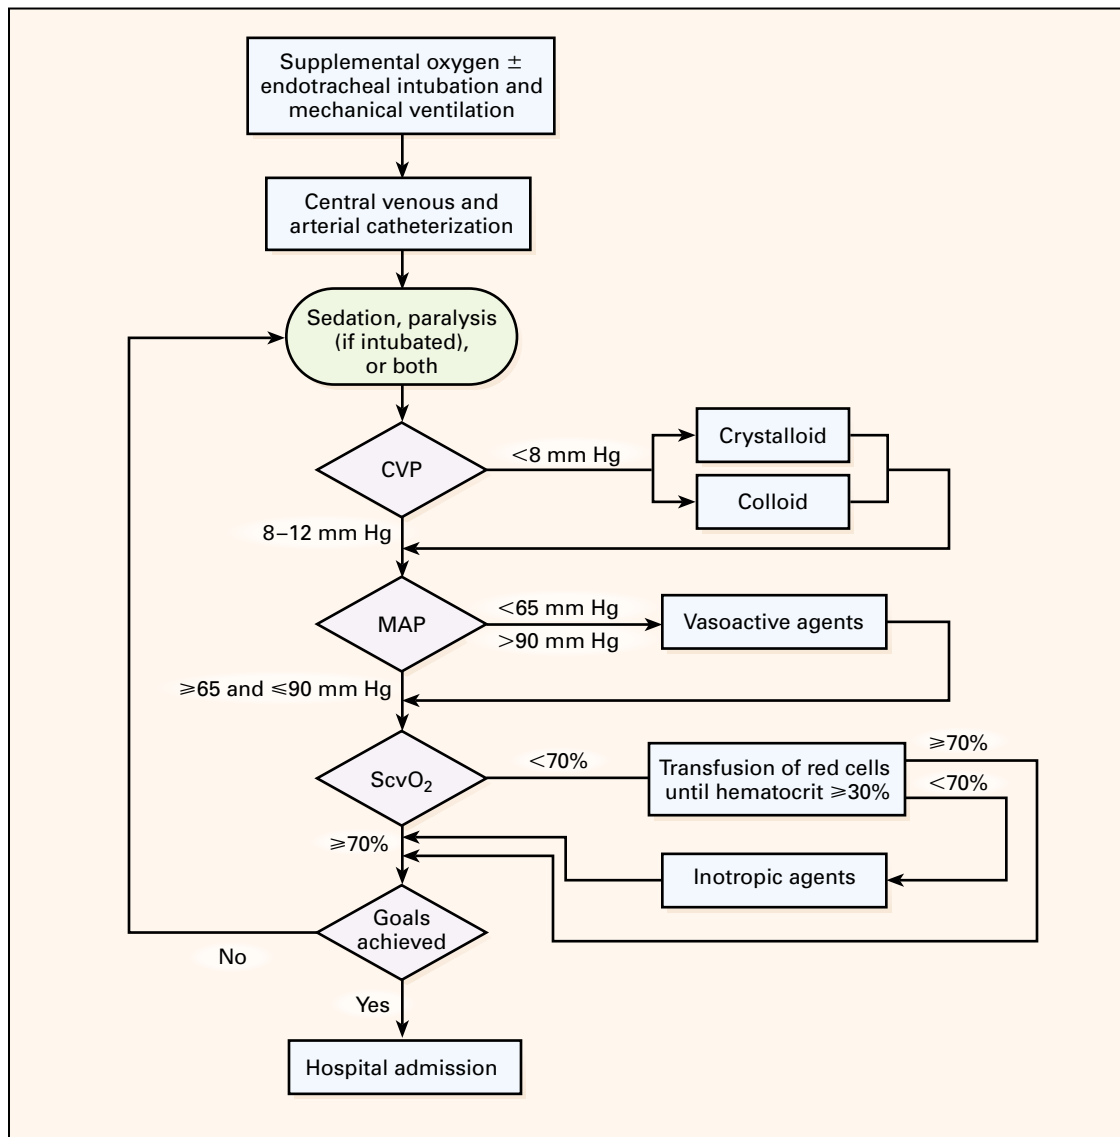 Supplemental oxygen ±
endotracheal intubation and
mechanical ventilation
Central venous and
arterial catheterization
Sedation, paralysis
(if intubated),
or both
CVP
<8 mm Hg
Crystalloid
Colloid
8–12 mm Hg
MAP
<65 mm Hg
>90 mm Hg
Vasoactive agents
≥65 and ≤90 mm Hg
ScvO₂
<70%
Transfusion of red cells
until hematocrit ≥30%
≥70%
<70%
≥70%
Inotropic agents
Goals
achieved
No
Yes
Hospital admission